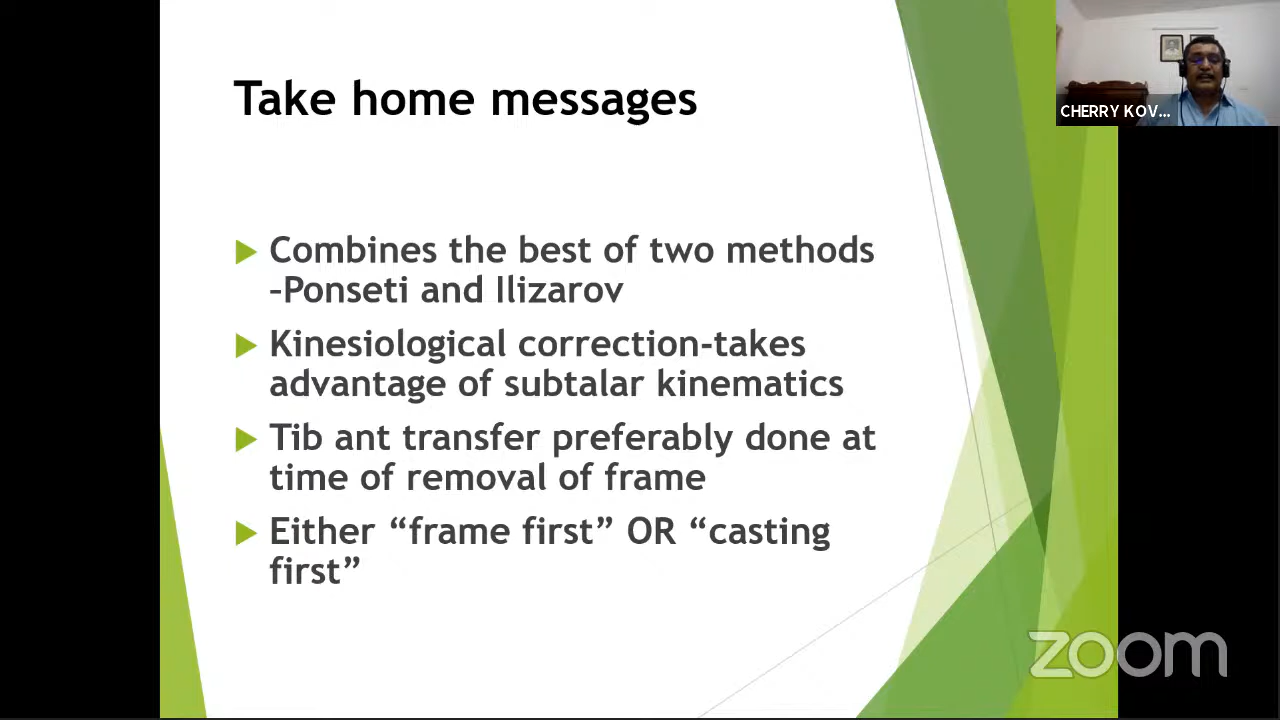 Take home messages
CHERRY KOV...
Combines the best of two methods
–Ponseti and Ilizarov
Kinesiological correction-takes
advantage of subtalar kinematics
Tib ant transfer preferably done at
time of removal of frame
Either “frame first” OR “casting
first”
zoom